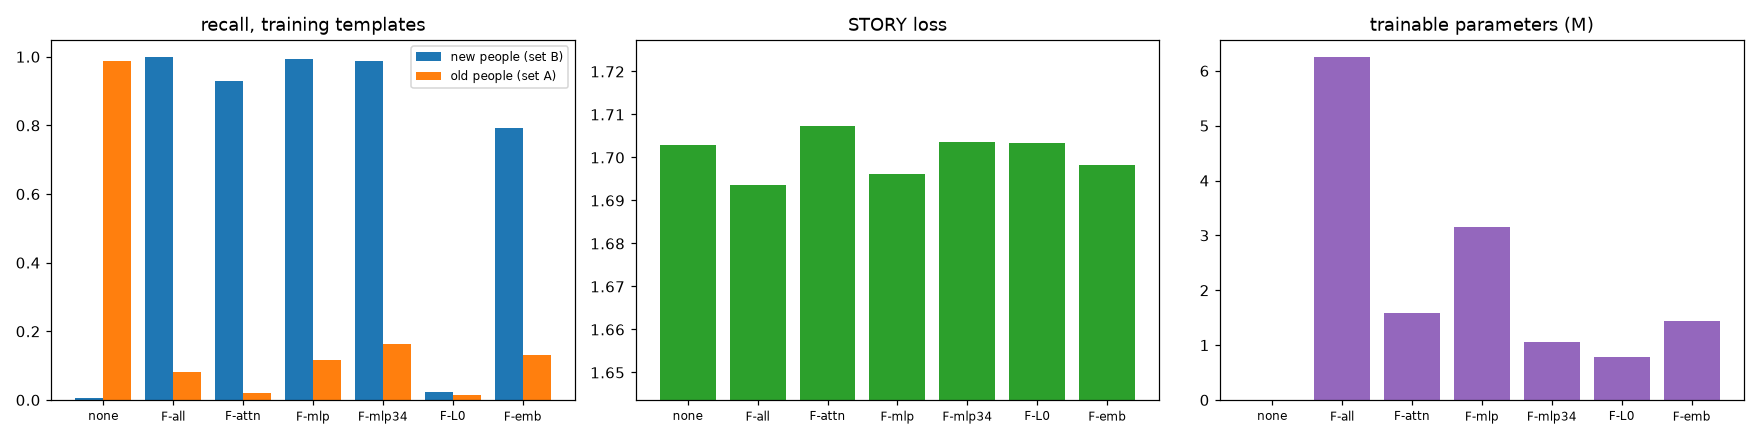 recall, training templates
1.0
0.8
0.6
0.4
0.2
0.0
new people (set B)
old people (set A)
none F-all F-attn F-mlp F-mlp34 F-L0 F-emb
STORY loss
1.72
1.71
1.70
1.69
1.68
1.67
1.66
1.65
none F-all F-attn F-mlp F-mlp34 F-L0 F-emb
trainable parameters (M)
6
5
4
3
2
1
0
none F-all F-attn F-mlp F-mlp34 F-L0 F-emb